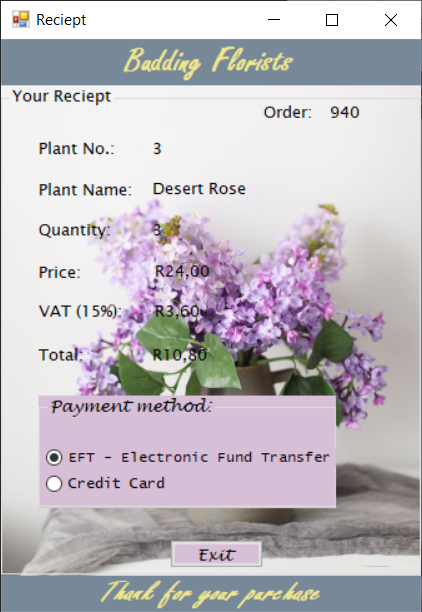 Reciept
Budding Florists
Your Reciept
Order: 940
Plant No.: 3
Plant Name: Desert Rose
Quantity: 3
Price: R24,00
VAT (15%): R3,60
Total: R10,80
Payment method:
EFT - Electronic Fund Transfer
Credit Card
Exit
Thank for your purchase